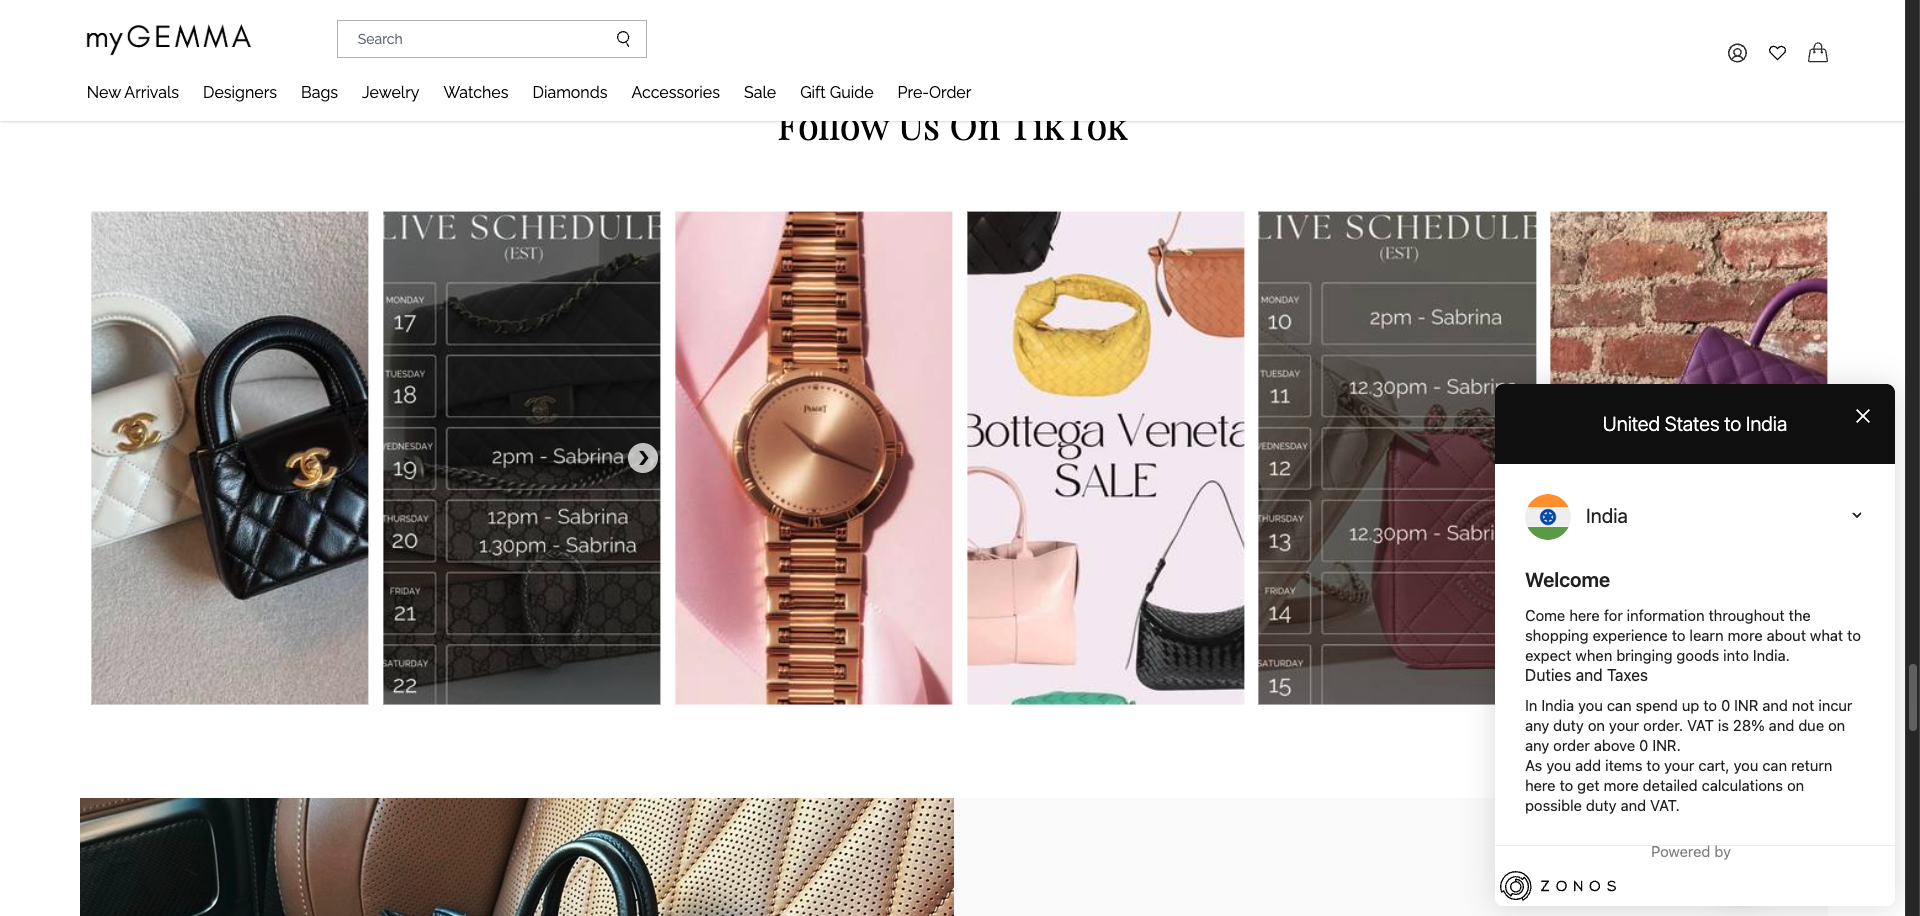 myGEMMA
Search
New Arrivals Designers Bags Jewelry Watches Diamonds Accessories Sale Gift Guide Pre-Order
Follow Us On TikTok
LIVE SCHEDULE
(EST)
MONDAY
17
TUESDAY
18
WEDNESDAY
19
2pm - Sabrina
THURSDAY
20
12pm - Sabrina
1.30pm - Sabrina
FRIDAY
21
SATURDAY
22
PIAGET
Bottega Veneta
SALE
LIVE SCHEDULE
(EST)
MONDAY
10
2pm - Sabrina
TUESDAY
11
12.30pm - Sabrina
WEDNESDAY
12
THURSDAY
13
12.30pm - Sabri
FRIDAY
14
SATURDAY
15
United States to India
India
Welcome
Come here for information throughout the
shopping experience to learn more about what to
expect when bringing goods into India.
Duties and Taxes
In India you can spend up to 0 INR and not incur
any duty on your order. VAT is 28% and due on
any order above 0 INR.
As you add items to your cart, you can return
here to get more detailed calculations on
possible duty and VAT.
Powered by
ZONOS